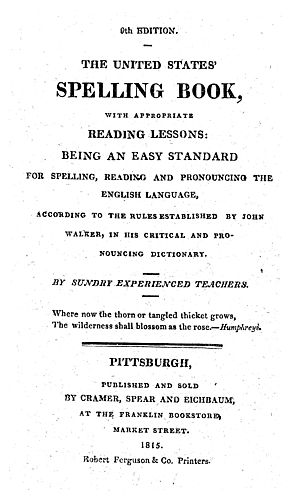 9th EDITION.
THE UNITED STATES'
SPELLING BOOK,
WITH APPROPRIATE
READING LESSONS:
BEING AN EASY STANDARD
FOR SPELLING, READING AND PRONOUNCING THE
ENGLISH LANGUAGE,
ACCORDING TO THE RULES ESTABLISHED BY JOHN
WALKER, IN HIS CRITICAL AND PRO-
NOUNCING DICTIONARY.
BY SUNDRY EXPERIENCED TEACHERS.
Where now the thorn or tangled thicket grows,
The wilderness shall blossom as the rose.—Humphreys.
PITTSBURGH,
PUBLISHED AND SOLD
BY CRAMER, SPEAR AND EICHBAUM,
AT THE FRANKLIN BOOKSTORE,
MARKET STREET.
1815.
Robert Ferguson & Co. Printers.